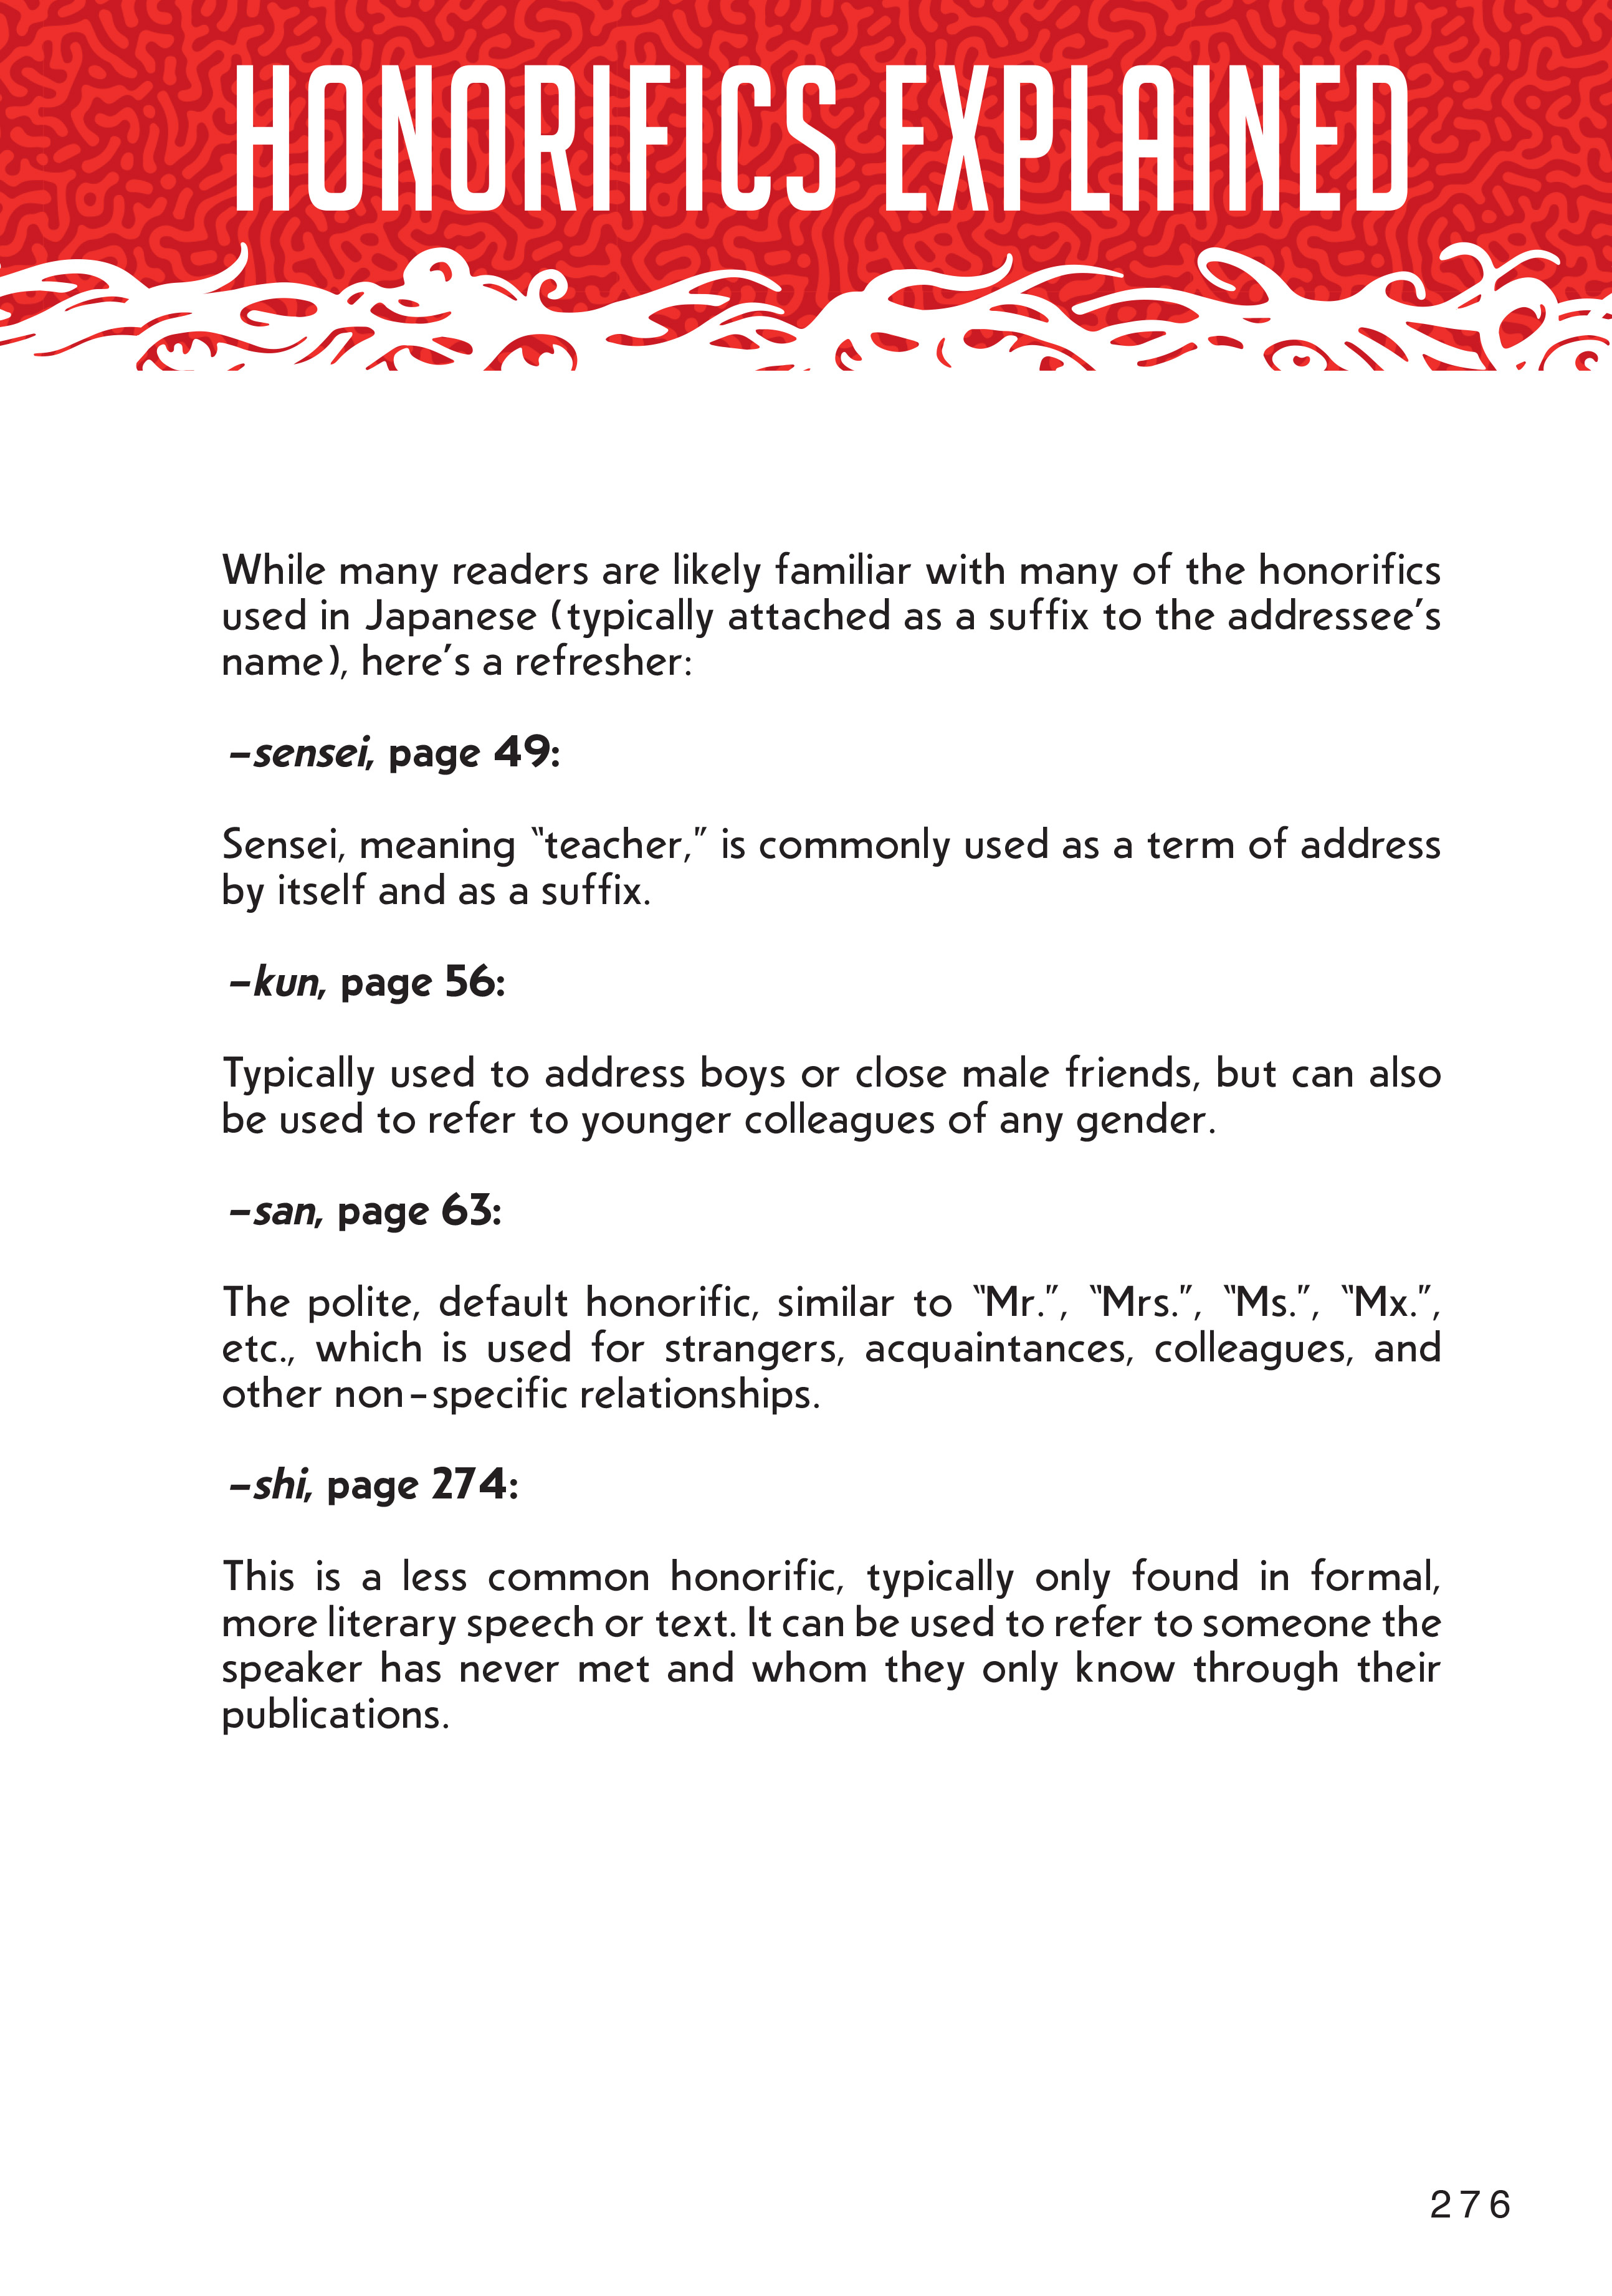 HONORIFICS EXPLAINED
While many readers are likely familiar with many of the honorifics
used in Japanese (typically attached as a suffix to the addressee's
name), here's a refresher:
–sensei, page 49:
Sensei, meaning “teacher,” is commonly used as a term of address
by itself and as a suffix.
–kun, page 56:
Typically used to address boys or close male friends, but can also
be used to refer to younger colleagues of any gender.
–san, page 63:
The polite, default honorific, similar to “Mr.”, “Mrs.”, “Ms.”, “Mx.”,
etc., which is used for strangers, acquaintances, colleagues, and
other non-specific relationships.
–shi, page 274:
This is a less common honorific, typically only found in formal,
more literary speech or text. It can be used to refer to someone the
speaker has never met and whom they only know through their
publications.
276